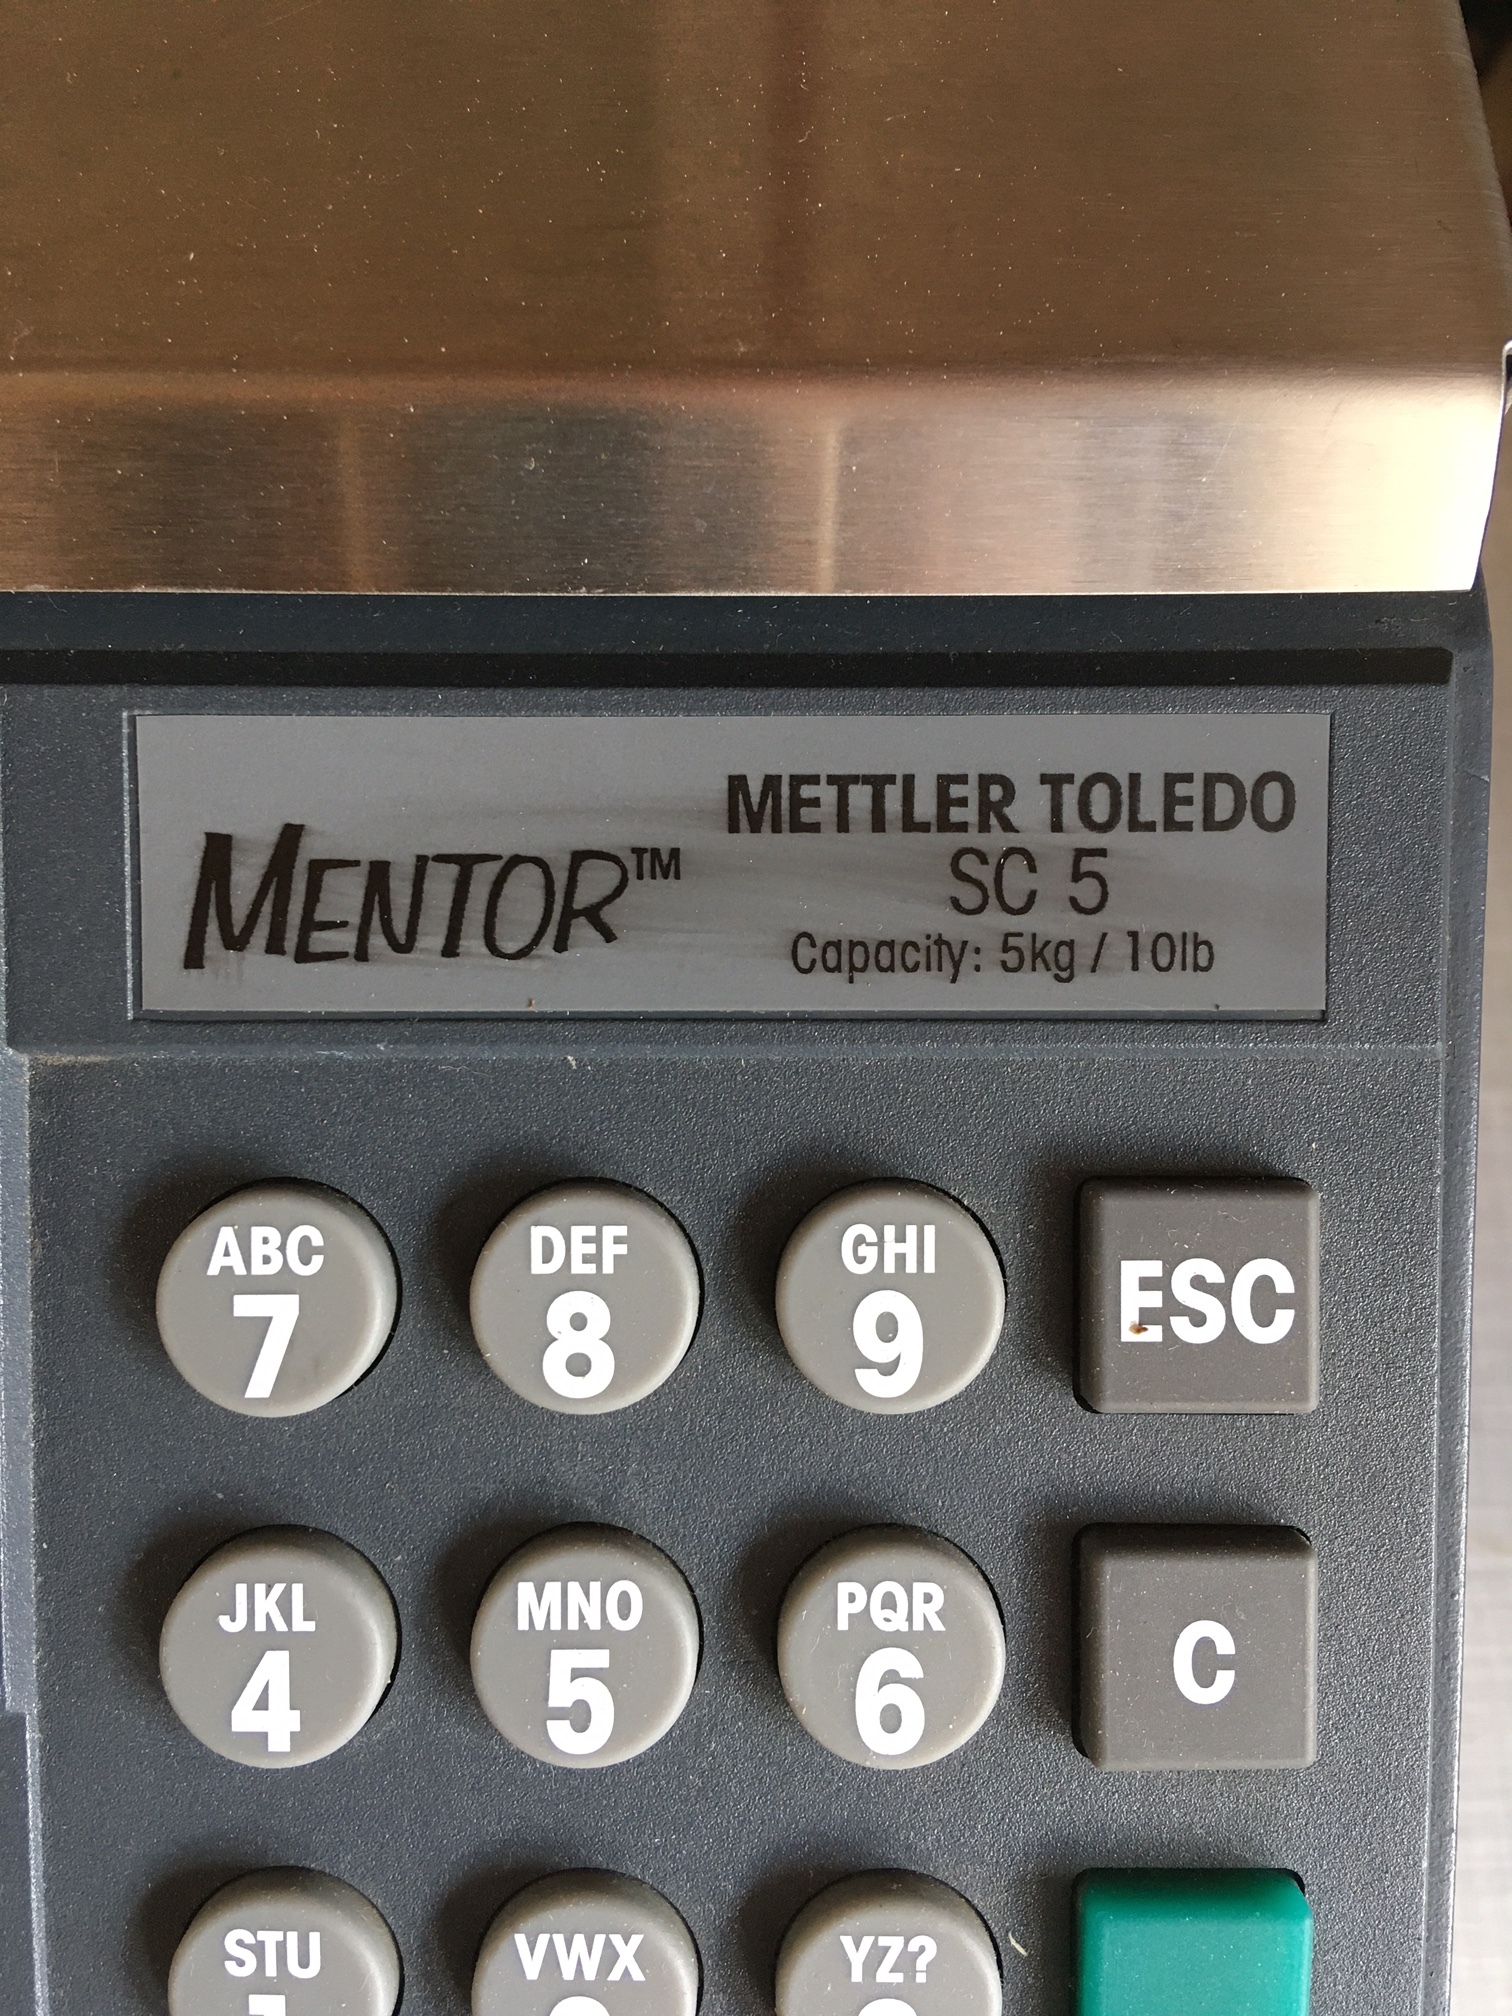 METTLER TOLEDO
MENTOR™
SC 5
Capacity: 5kg / 10lb
ABC DEF GHI
7 8 9 ESC
JKL MNO PQR
4 5 6 C
STU VWX YZ?